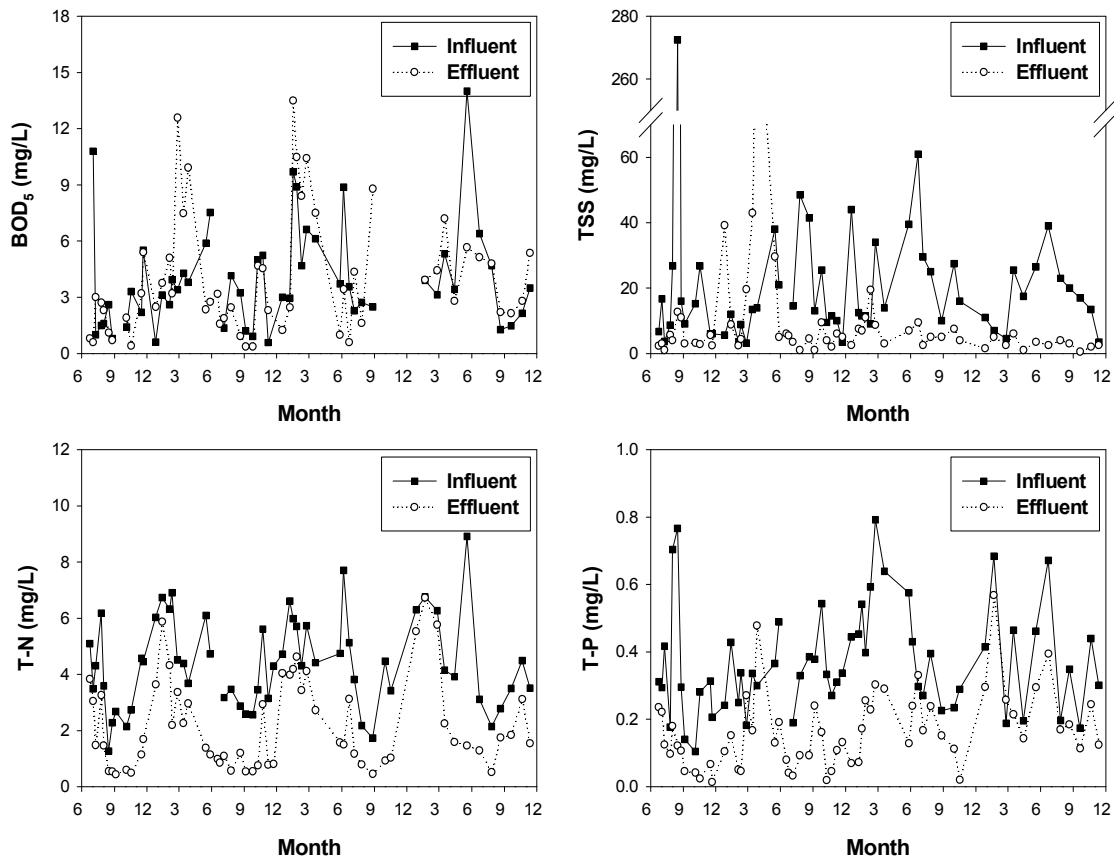 18
15
12
9
6
3
0
BOD5 (mg/L)
Influent
Effluent
6 9 12 3 6 9 12 3 6 9 12 3 6 9 12
Month
280
260
60
40
20
0
TSS (mg/L)
Influent
Effluent
6 9 12 3 6 9 12 3 6 9 12 3 6 9 12
Month
12
10
8
6
4
2
0
T-N (mg/L)
Influent
Effluent
6 9 12 3 6 9 12 3 6 9 12 3 6 9 12
Month
1.0
0.8
0.6
0.4
0.2
0.0
T-P (mg/L)
Influent
Effluent
6 9 12 3 6 9 12 3 6 9 12 3 6 9 12
Month